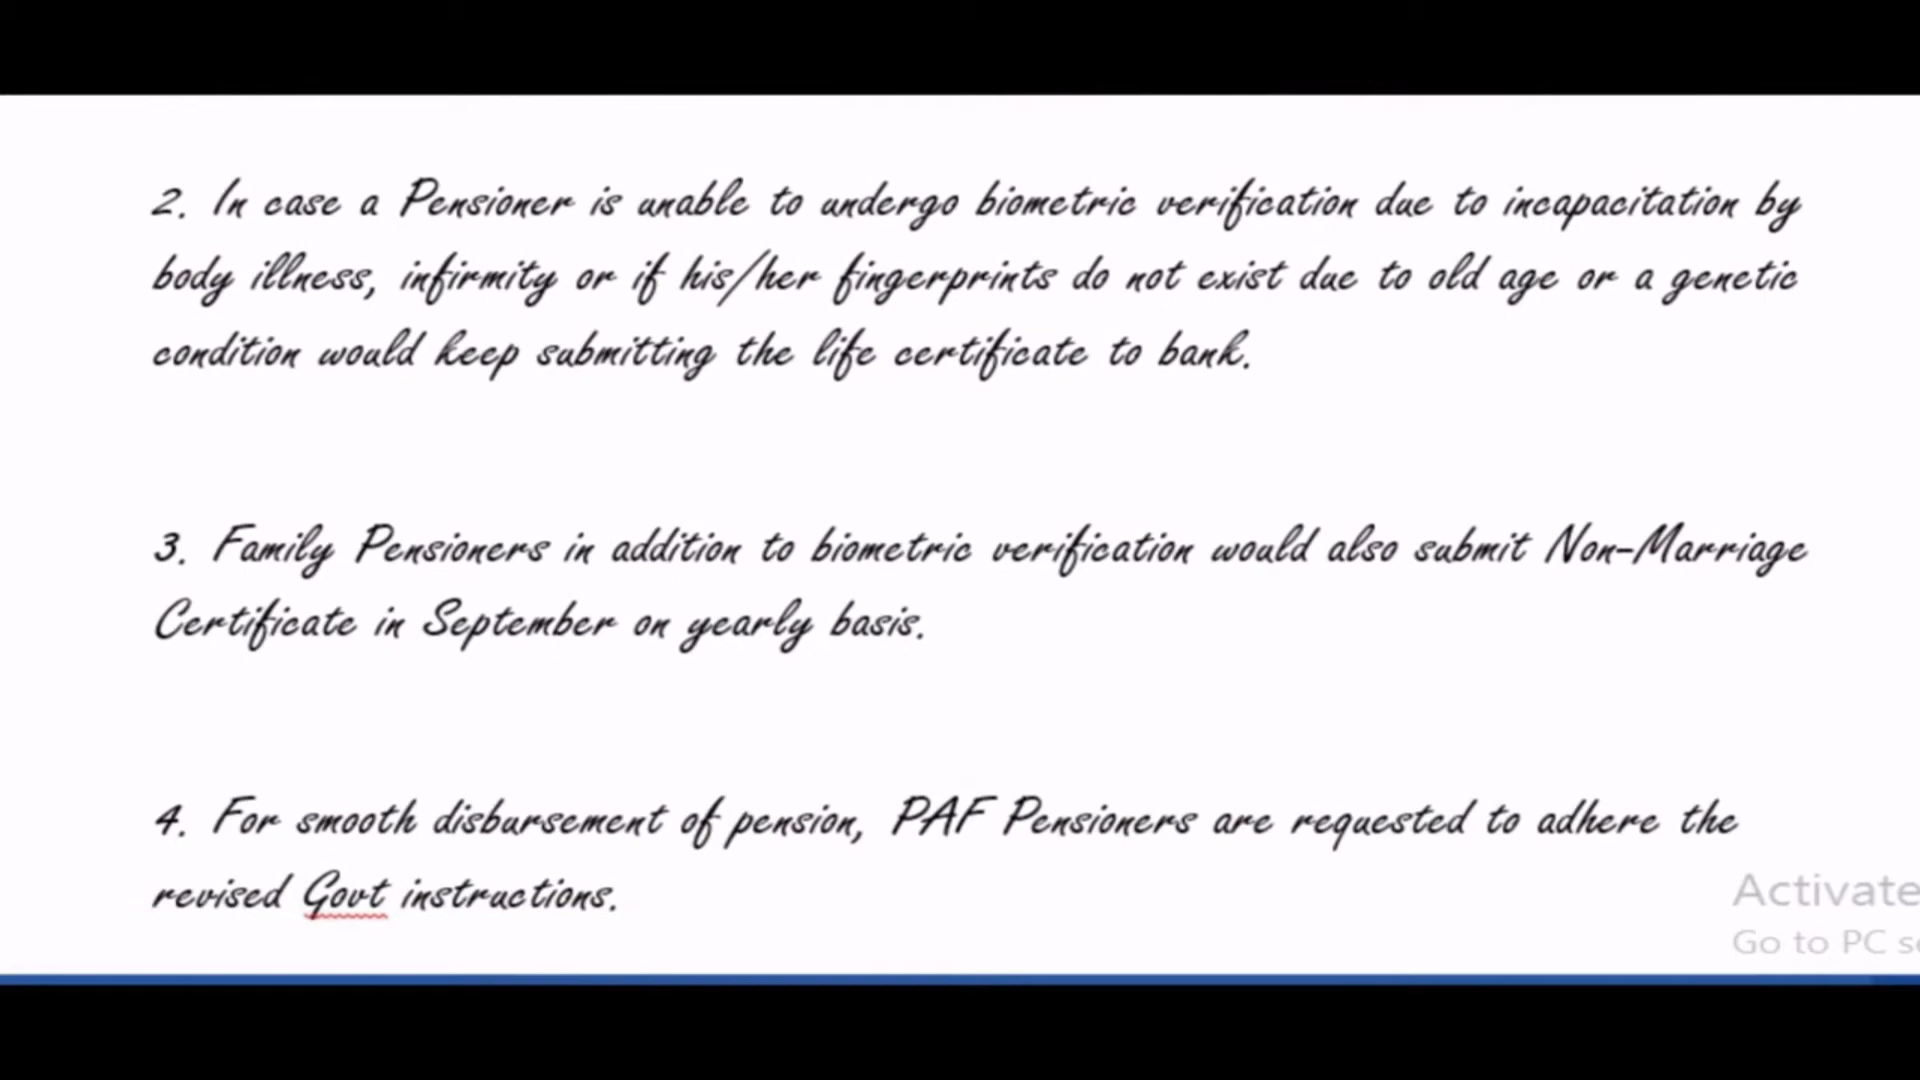 2. In case a Pensioner is unable to undergo biometric verification due to incapacitation by
body illness, infirmity or if his/her fingerprints do not exist due to old age or a genetic
condition would keep submitting the life certificate to bank.
3. Family Pensioners in addition to biometric verification would also submit Non-Marriage
Certificate in September on yearly basis.
4. For smooth disbursement of pension, PAF Pensioners are requested to adhere the
revised Govt instructions.
Activate
Go to PC se